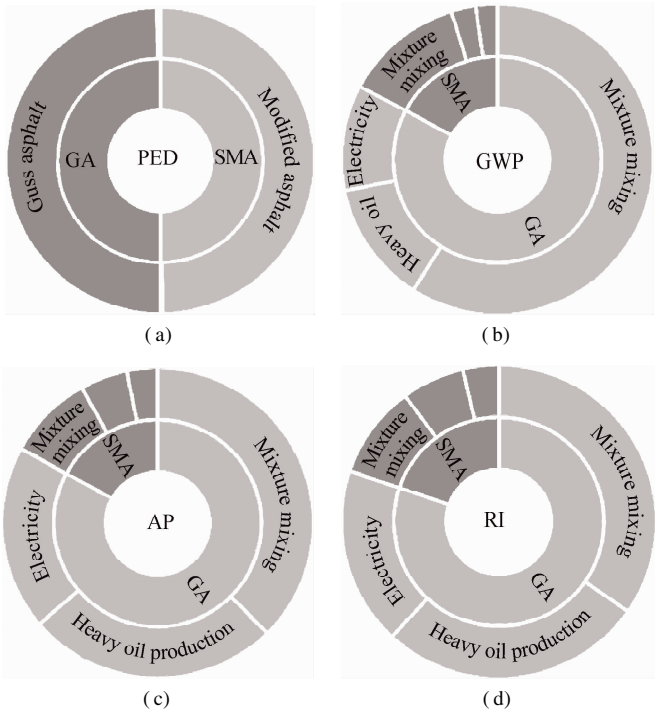 Guss asphalt
GA
PED
SMA
Modified asphalt
(a)
Mixture
mixing
SMA
Electricity
Heavy oil
GWP
GA
Mixture mixing
(b)
Mixture
mixing
SMA
Electricity
AP
GA
Heavy oil production
Mixture mixing
(c)
Mixture
mixing
SMA
Electricity
RI
GA
Heavy oil production
Mixture mixing
(d)